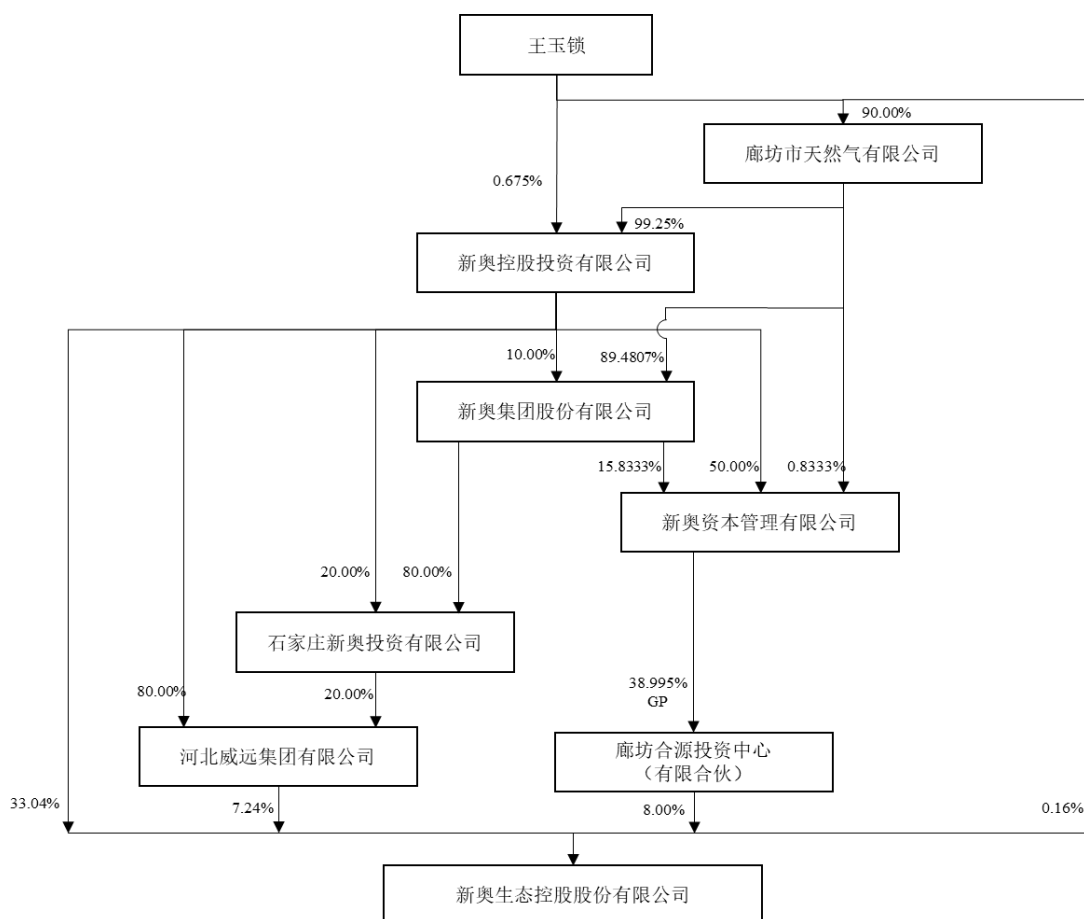 王玉锁
90.00%
廊坊市天然气有限公司
0.675%
99.25%
新奥控股投资有限公司
10.00%
89.4807%
新奥集团股份有限公司
15.8333%
50.00%
0.8333%
新奥资本管理有限公司
20.00%
80.00%
石家庄新奥投资有限公司
80.00%
20.00%
38.995%
GP
河北威远集团有限公司
廊坊合源投资中心
（有限合伙）
33.04%
7.24%
8.00%
0.16%
新奥生态控股股份有限公司